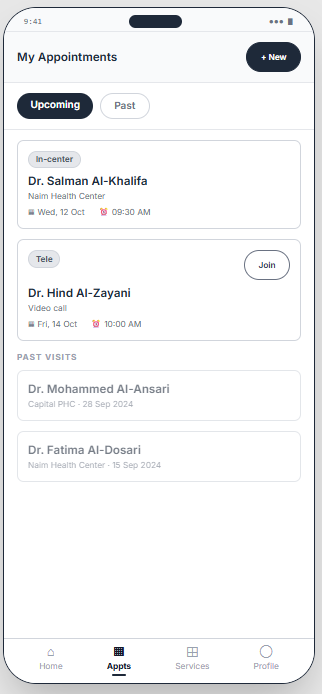 9:41
My Appointments
+ New
Upcoming
Past
In-center
Dr. Salman Al-Khalifa
Naim Health Center
Wed, 12 Oct 09:30 AM
Tele
Join
Dr. Hind Al-Zayani
Video call
Fri, 14 Oct 10:00 AM
PAST VISITS
Dr. Mohammed Al-Ansari
Capital PHC · 28 Sep 2024
Dr. Fatima Al-Dosari
Naim Health Center · 15 Sep 2024
Home
Appts
Services
Profile